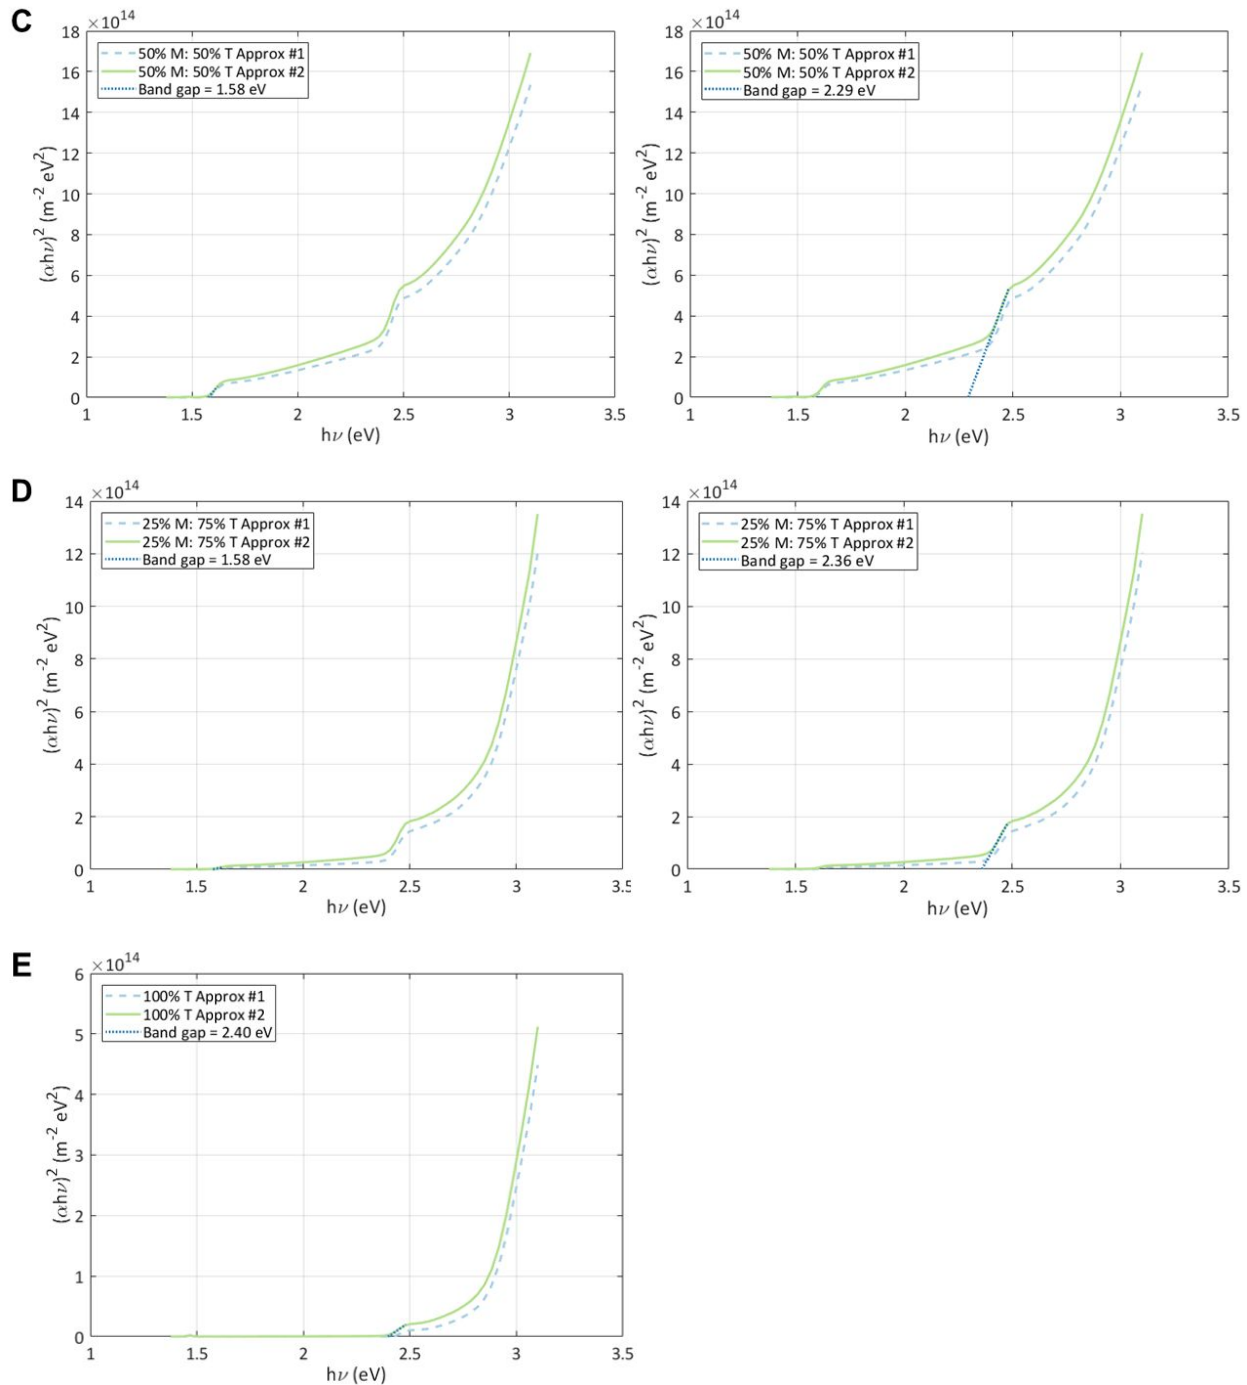 C
×10^14
18
16
14
12
10
8
6
4
2
0
(αhν)^2 (m^-2 eV^2)
50% M: 50% T Approx #1
50% M: 50% T Approx #2
Band gap = 1.58 eV
1 1.5 2 2.5 3 3.5
hν (eV)
×10^14
18
16
14
12
10
8
6
4
2
0
(αhν)^2 (m^-2 eV^2)
50% M: 50% T Approx #1
50% M: 50% T Approx #2
Band gap = 2.29 eV
1 1.5 2 2.5 3 3.5
hν (eV)
D
×10^14
14
12
10
8
6
4
2
0
(αhν)^2 (m^-2 eV^2)
25% M: 75% T Approx #1
25% M: 75% T Approx #2
Band gap = 1.58 eV
1 1.5 2 2.5 3 3.5
hν (eV)
×10^14
14
12
10
8
6
4
2
0
(αhν)^2 (m^-2 eV^2)
25% M: 75% T Approx #1
25% M: 75% T Approx #2
Band gap = 2.36 eV
1 1.5 2 2.5 3 3.5
hν (eV)
E
×10^14
6
5
4
3
2
1
0
(αhν)^2 (m^-2 eV^2)
100% T Approx #1
100% T Approx #2
Band gap = 2.40 eV
1 1.5 2 2.5 3 3.5
hν (eV)